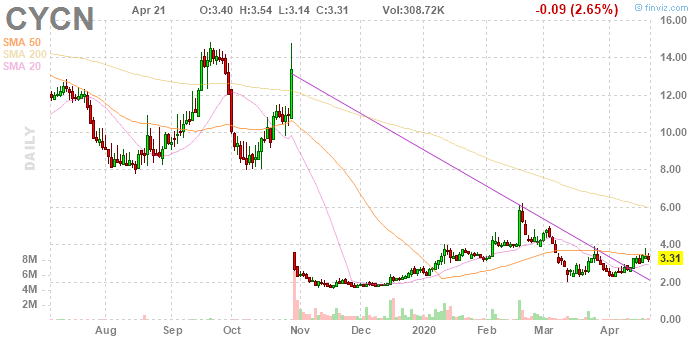 CYCN Apr 21 O:3.40 H:3.54 L:3.14 C:3.31 Vol:308.72K -0.09 (2.65%)
© finviz.com
SMA 50
SMA 200
SMA 20
DAILY
16.00
14.00
12.00
10.00
8.00
6.00
4.00
3.31
2.00
0.00
8M
6M
4M
2M
Aug Sep Oct Nov Dec 2020 Feb Mar Apr